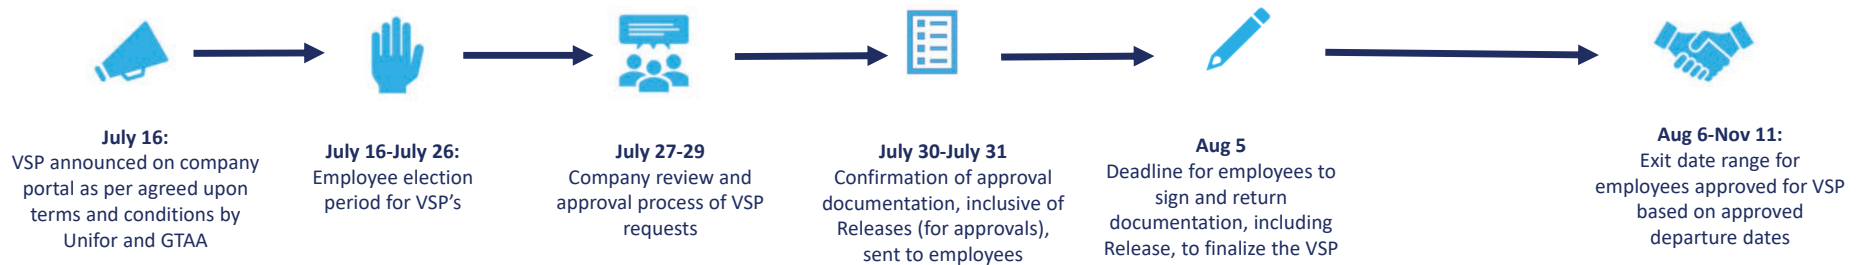 July 16:
VSP announced on company
portal as per agreed upon
terms and conditions by
Unifor and GTAA
July 16-July 26:
Employee election
period for VSP’s
July 27-29
Company review and
approval process of VSP
requests
July 30-July 31
Confirmation of approval
documentation, inclusive of
Releases (for approvals),
sent to employees
Aug 5
Deadline for employees to
sign and return
documentation, including
Release, to finalize the VSP
Aug 6-Nov 11:
Exit date range for
employees approved for VSP
based on approved
departure dates